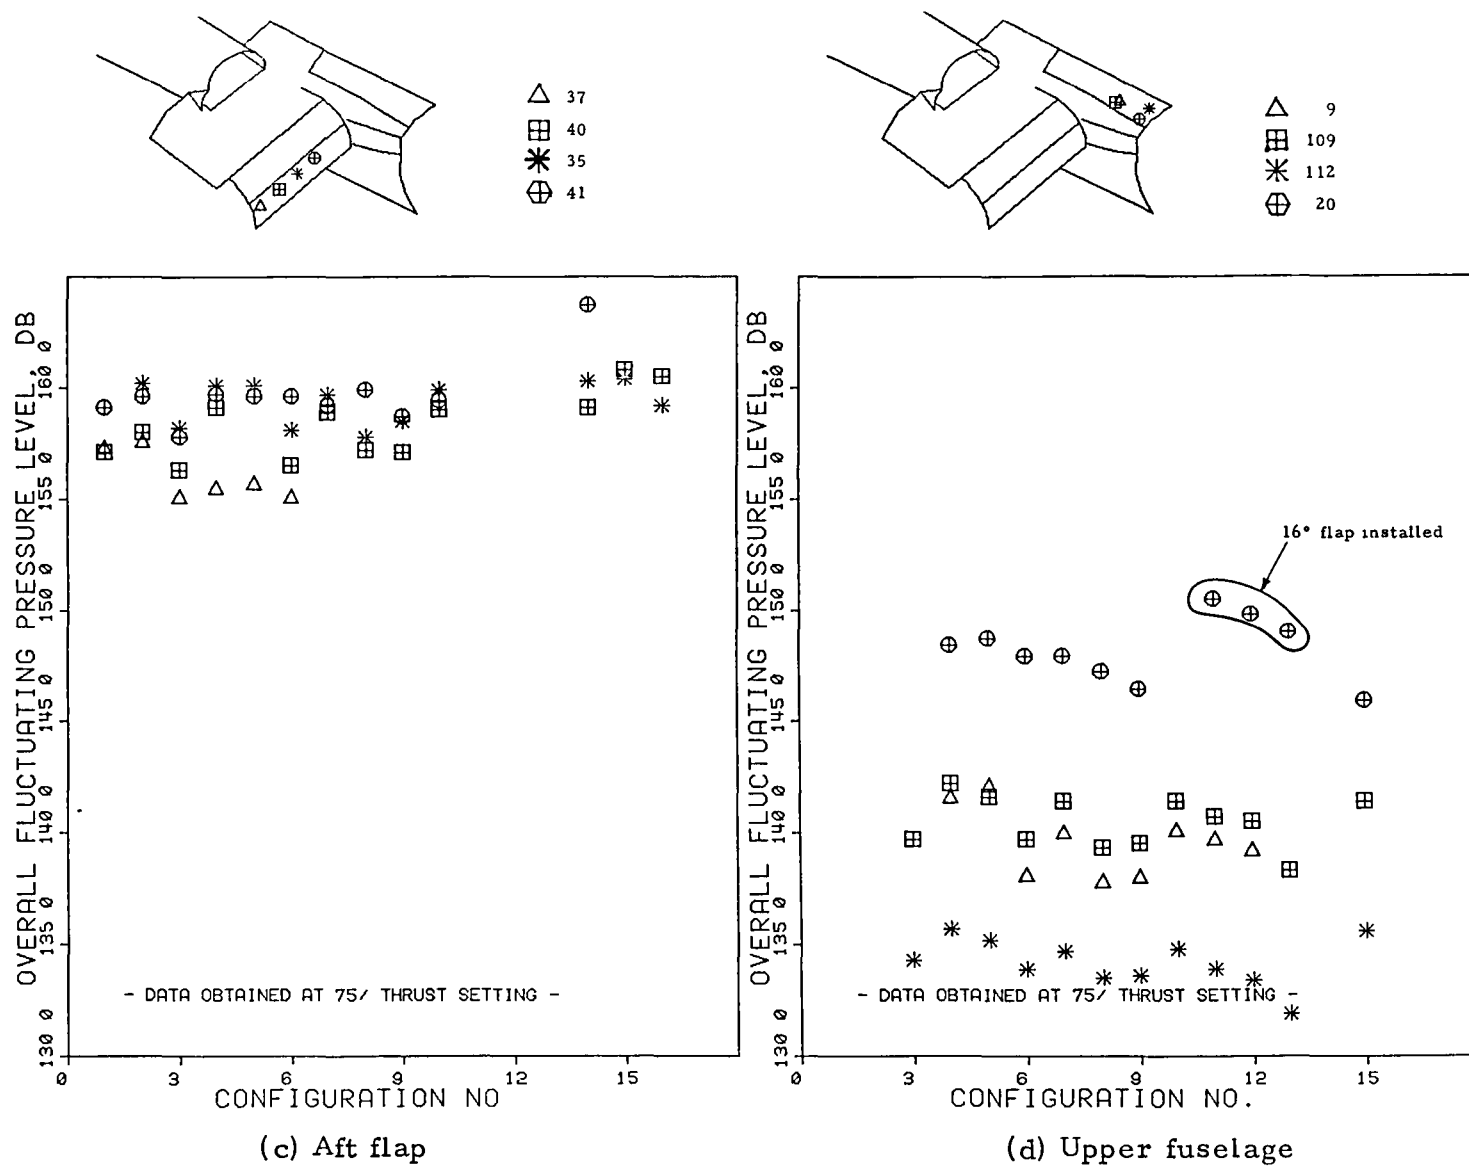 37
40
35
41
9
109
112
20
OVERALL FLUCTUATING PRESSURE LEVEL, DB
160 0
155 0
150 0
145 0
140 0
135 0
130 0
- DATA OBTAINED AT 75/ THRUST SETTING -
0 3 6 9 12 15
CONFIGURATION NO
(c) Aft flap
OVERALL FLUCTUATING PRESSURE LEVEL, DB
160 0
155 0
150 0
145 0
140 0
135 0
130 0
16° flap installed
- DATA OBTAINED AT 75/ THRUST SETTING -
0 3 6 9 12 15
CONFIGURATION NO.
(d) Upper fuselage